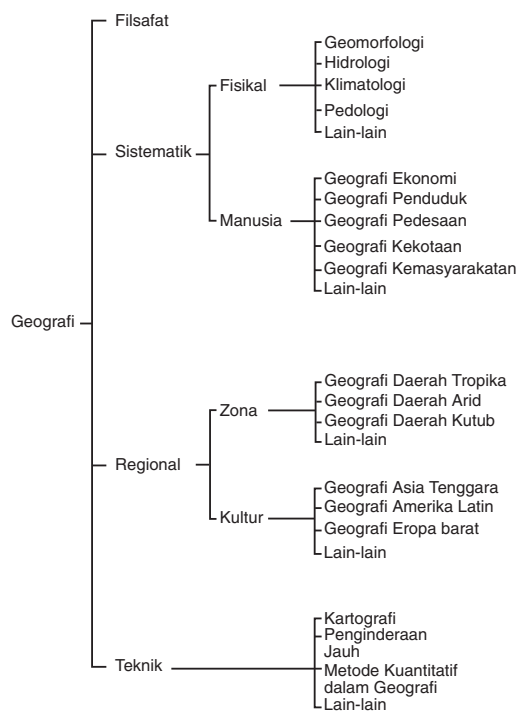 Filsafat
Geomorfologi
Hidrologi
Fisikal
Klimatologi
Pedologi
Lain-lain
Sistematik
Geografi Ekonomi
Geografi Penduduk
Manusia
Geografi Pedesaan
Geografi Kekotaan
Geografi Kemasyarakatan
Lain-lain
Geografi
Geografi Daerah Tropika
Geografi Daerah Arid
Zona
Geografi Daerah Kutub
Lain-lain
Regional
Geografi Asia Tenggara
Geografi Amerika Latin
Kultur
Geografi Eropa barat
Lain-lain
Kartografi
Penginderaan
Jauh
Teknik
Metode Kuantitatif
dalam Geografi
Lain-lain